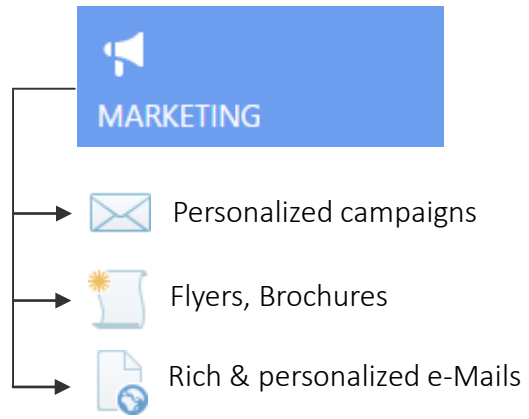 MARKETING
Personalized campaigns
Flyers, Brochures
Rich & personalized e-Mails